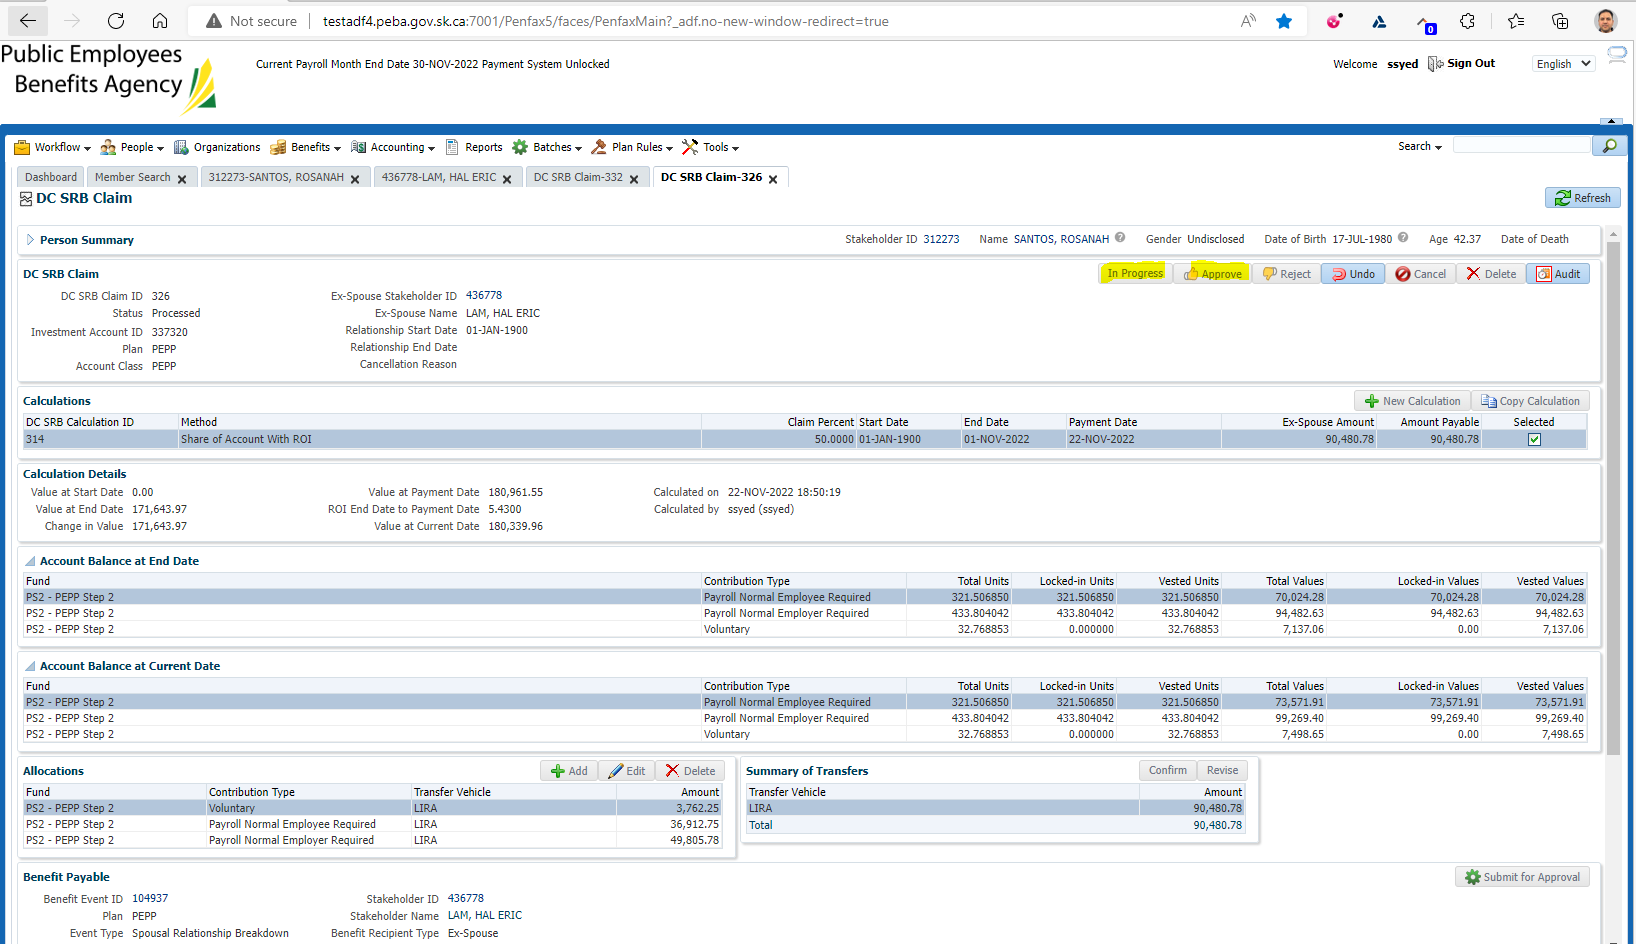 Not secure testadf4.peba.gov.sk.ca:7001/Penfax5/faces/PenfaxMain?_adf.no-new-window-redirect=true
0
Public Employees
Benefits Agency
Current Payroll Month End Date 30-NOV-2022 Payment System Unlocked
Welcome ssyed Sign Out English
Workflow People Organizations Benefits Accounting Reports Batches Plan Rules Tools Search
Dashboard Member Search 312273-SANTOS, ROSANAH 436778-LAM, HAL ERIC DC SRB Claim-332 DC SRB Claim-326
DC SRB Claim Refresh
Person Summary Stakeholder ID 312273 Name SANTOS, ROSANAH Gender Undisclosed Date of Birth 17-JUL-1980 Age 42.37 Date of Death
DC SRB Claim In Progress Approve Reject Undo Cancel Delete Audit
DC SRB Claim ID 326 Ex-Spouse Stakeholder ID 436778
Status Processed Ex-Spouse Name LAM, HAL ERIC
Investment Account ID 337320 Relationship Start Date 01-JAN-1900
Plan PEPP Relationship End Date
Account Class PEPP Cancellation Reason
Calculations New Calculation Copy Calculation
DC SRB Calculation ID Method Claim Percent Start Date End Date Payment Date Ex-Spouse Amount Amount Payable Selected
314 Share of Account With ROI 50.0000 01-JAN-1900 01-NOV-2022 22-NOV-2022 90,480.78 90,480.78
Calculation Details
Value at Start Date 0.00 Value at Payment Date 180,961.55 Calculated on 22-NOV-2022 18:50:19
Value at End Date 171,643.97 ROI End Date to Payment Date 5.4300 Calculated by ssyed (ssyed)
Change in Value 171,643.97 Value at Current Date 180,339.96
Account Balance at End Date
Fund Contribution Type Total Units Locked-in Units Vested Units Total Values Locked-in Values Vested Values
PS2 - PEPP Step 2 Payroll Normal Employee Required 321.506850 321.506850 321.506850 70,024.28 70,024.28 70,024.28
PS2 - PEPP Step 2 Payroll Normal Employer Required 433.804042 433.804042 433.804042 94,482.63 94,482.63 94,482.63
PS2 - PEPP Step 2 Voluntary 32.768853 0.000000 32.768853 7,137.06 0.00 7,137.06
Account Balance at Current Date
Fund Contribution Type Total Units Locked-in Units Vested Units Total Values Locked-in Values Vested Values
PS2 - PEPP Step 2 Payroll Normal Employee Required 321.506850 321.506850 321.506850 73,571.91 73,571.91 73,571.91
PS2 - PEPP Step 2 Payroll Normal Employer Required 433.804042 433.804042 433.804042 99,269.40 99,269.40 99,269.40
PS2 - PEPP Step 2 Voluntary 32.768853 0.000000 32.768853 7,498.65 0.00 7,498.65
Allocations Add Edit Delete
Fund Contribution Type Transfer Vehicle Amount
PS2 - PEPP Step 2 Voluntary LIRA 3,762.25
PS2 - PEPP Step 2 Payroll Normal Employee Required LIRA 36,912.75
PS2 - PEPP Step 2 Payroll Normal Employer Required LIRA 49,805.78
Summary of Transfers Confirm Revise
Transfer Vehicle Amount
LIRA 90,480.78
Total 90,480.78
Benefit Payable Submit for Approval
Benefit Event ID 104937 Stakeholder ID 436778
Plan PEPP Stakeholder Name LAM, HAL ERIC
Event Type Spousal Relationship Breakdown Benefit Recipient Type Ex-Spouse